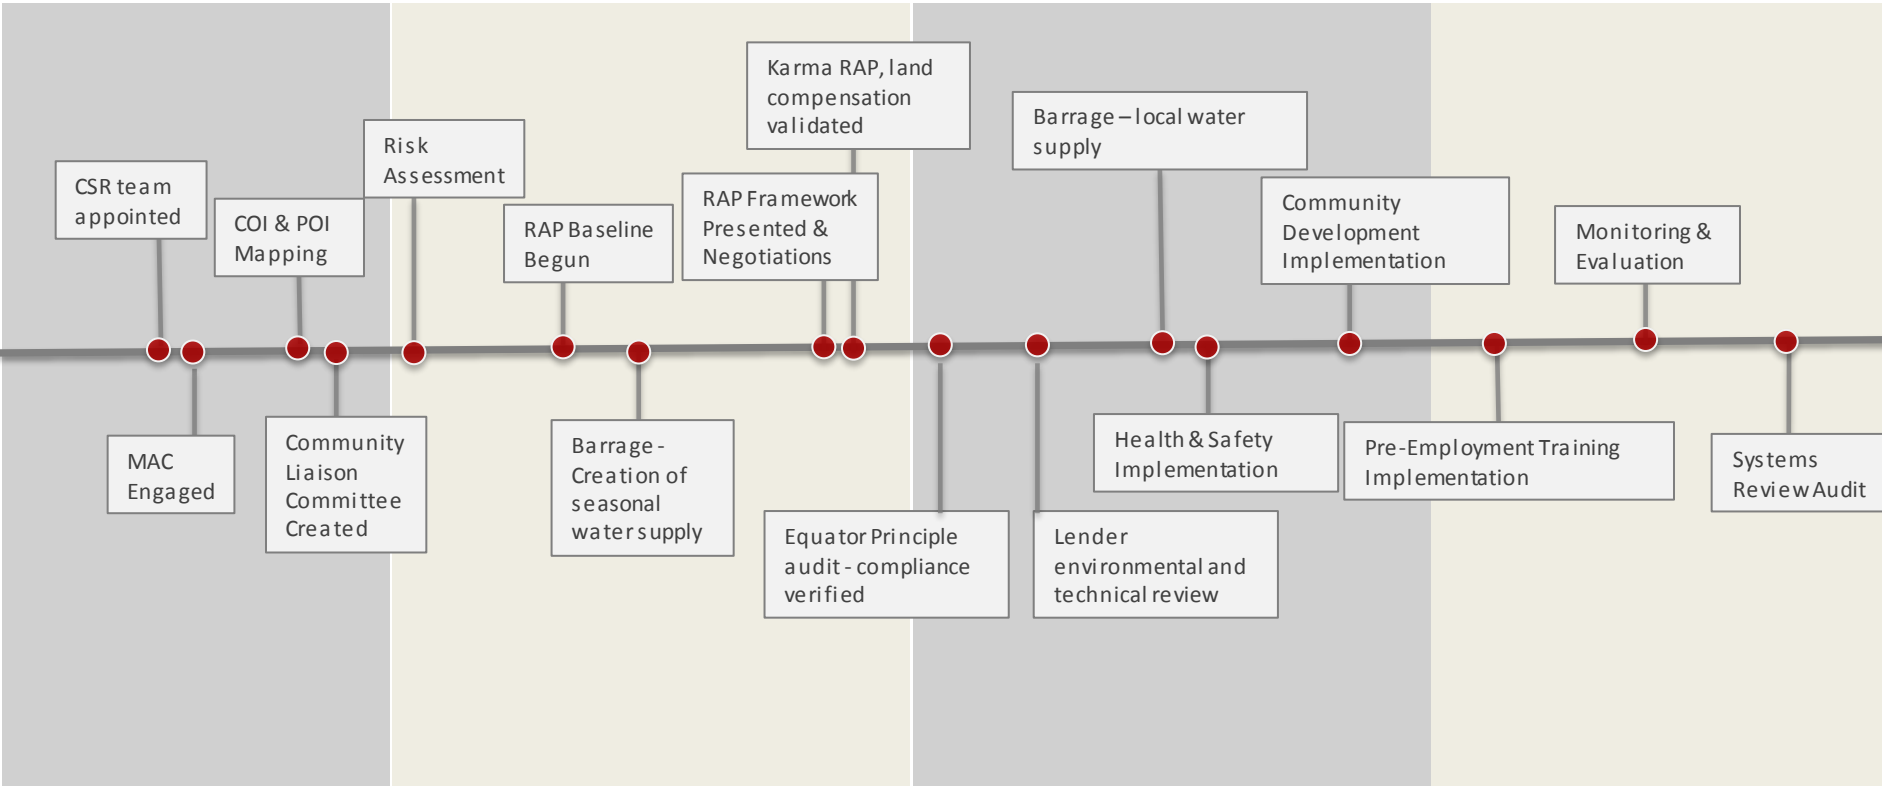 CSR team
appointed
MAC
Engaged
COI & POI
Mapping
Community
Liaison
Committee
Created
Risk
Assessment
RAP Baseline
Begun
Barrage -
Creation of
seasonal
water supply
RAP Framework
Presented &
Negotiations
Karma RAP, land
compensation
validated
Equator Principle
audit - compliance
verified
Lender
environmental and
technical review
Barrage – local water
supply
Health & Safety
Implementation
Community
Development
Implementation
Pre-Employment Training
Implementation
Monitoring &
Evaluation
Systems
Review Audit